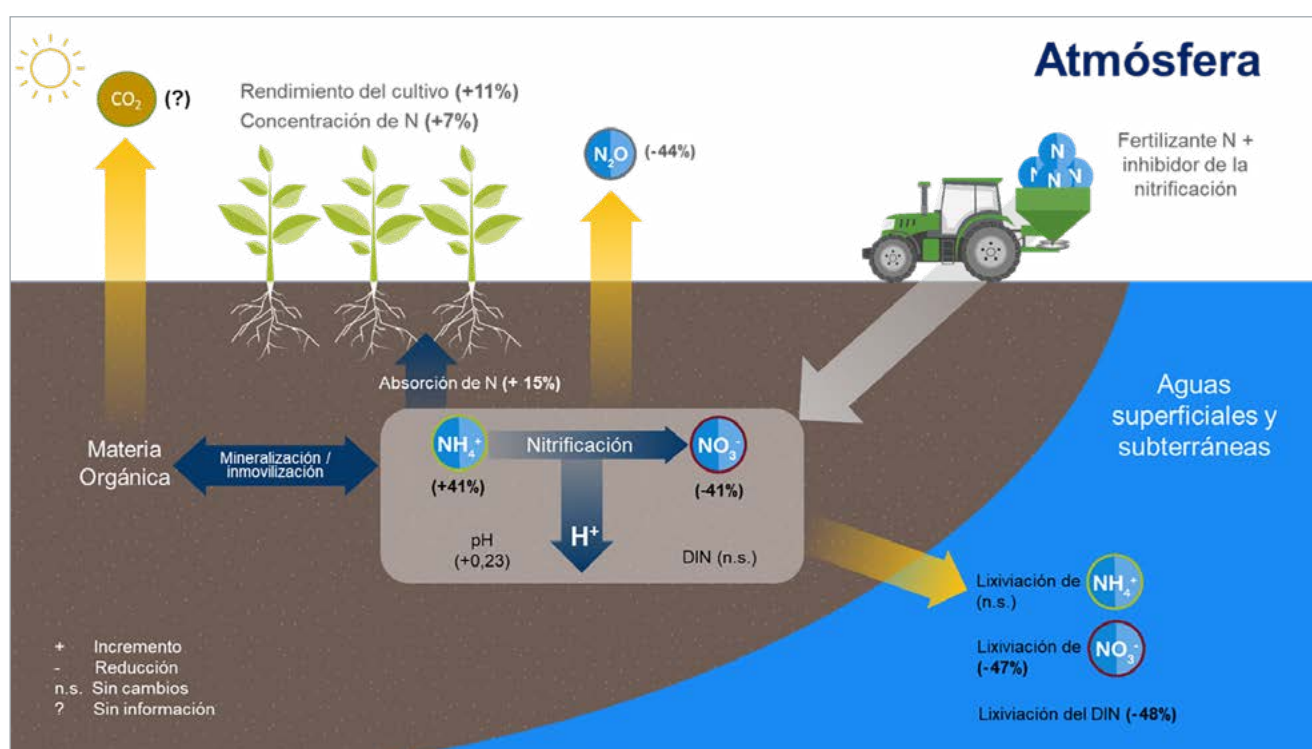 Atmósfera
CO₂ (?)
Rendimiento del cultivo (+11%)
Concentración de N (+7%)
N₂O (-44%)
N
N N N
Fertilizante N +
inhibidor de la
nitrificación
Absorción de N (+ 15%)
Materia
Orgánica
Mineralización /
inmovilización
NH₄⁺
(+41%)
Nitrificación
NO₃⁻
(-41%)
H⁺
pH
(+0,23)
DIN (n.s.)
Aguas
superficiales y
subterráneas
Lixiviación de NH₄⁺
(n.s.)
Lixiviación de NO₃⁻
(-47%)
Lixiviación del DIN (-48%)
+ Incremento
- Reducción
n.s. Sin cambios
? Sin información